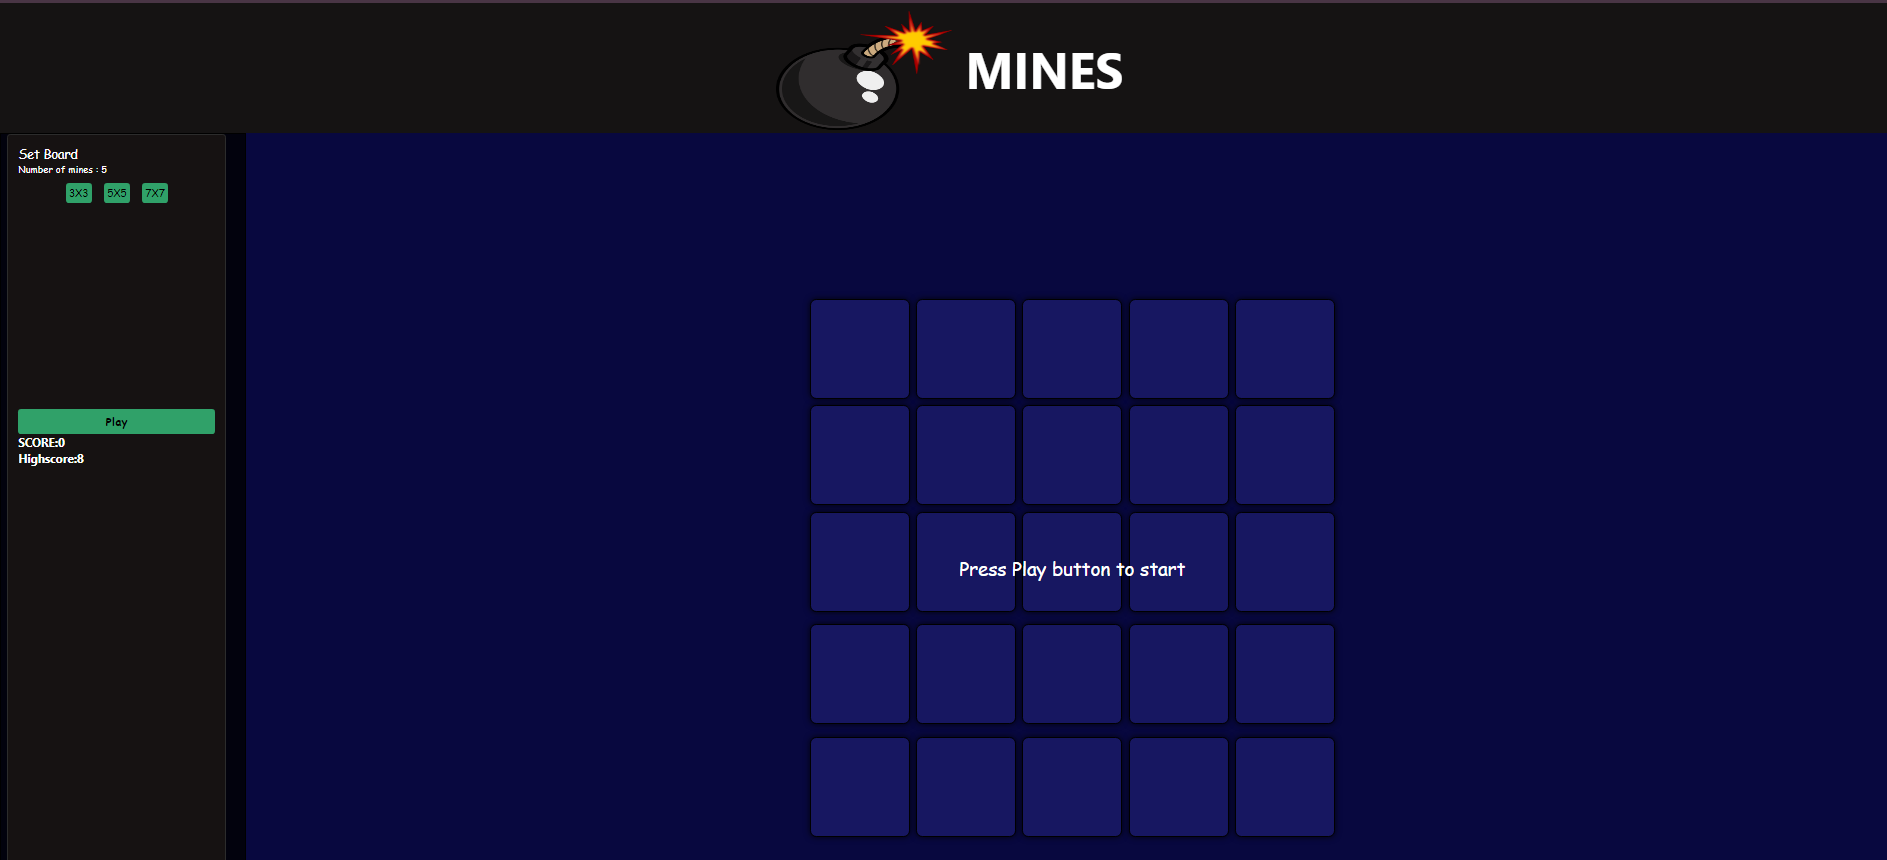 MINES
Set Board
Number of mines : 5
3X3 5X5 7X7
Play
SCORE:0
Highscore:8
Press Play button to start